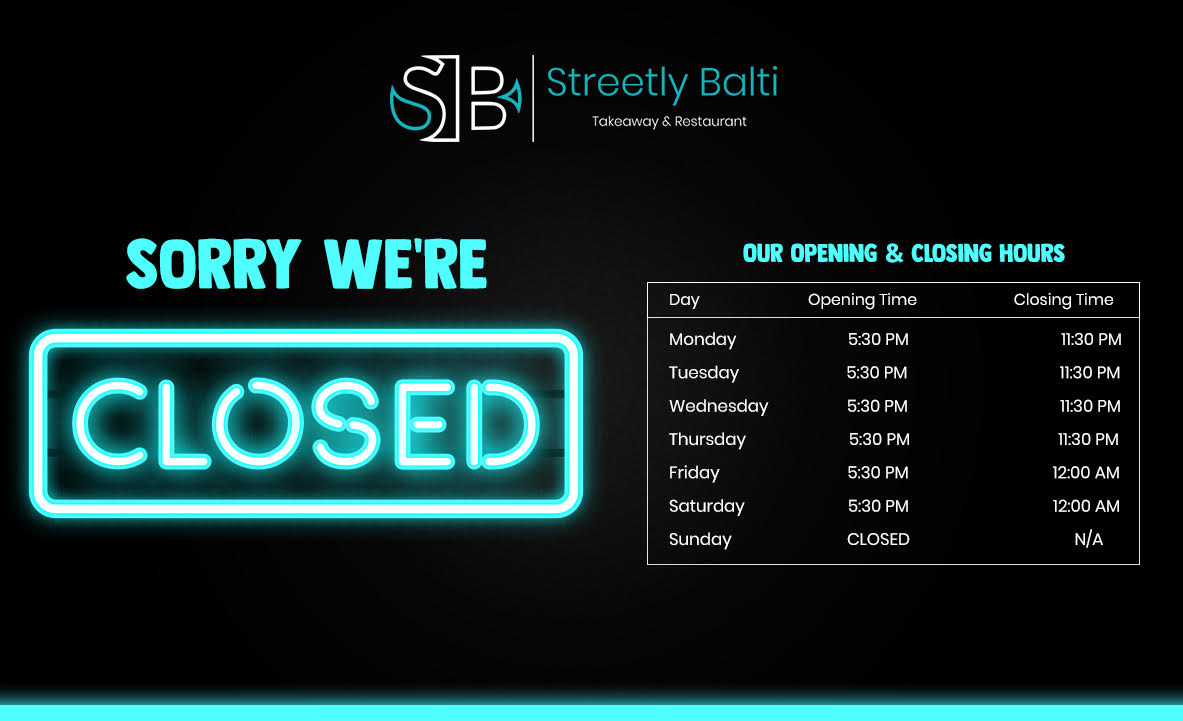 SB
Streetly Balti
Takeaway & Restaurant
SORRY WE'RE
CLOSED
OUR OPENING & CLOSING HOURS
Day Opening Time Closing Time
Monday 5:30 PM 11:30 PM
Tuesday 5:30 PM 11:30 PM
Wednesday 5:30 PM 11:30 PM
Thursday 5:30 PM 11:30 PM
Friday 5:30 PM 12:00 AM
Saturday 5:30 PM 12:00 AM
Sunday CLOSED N/A